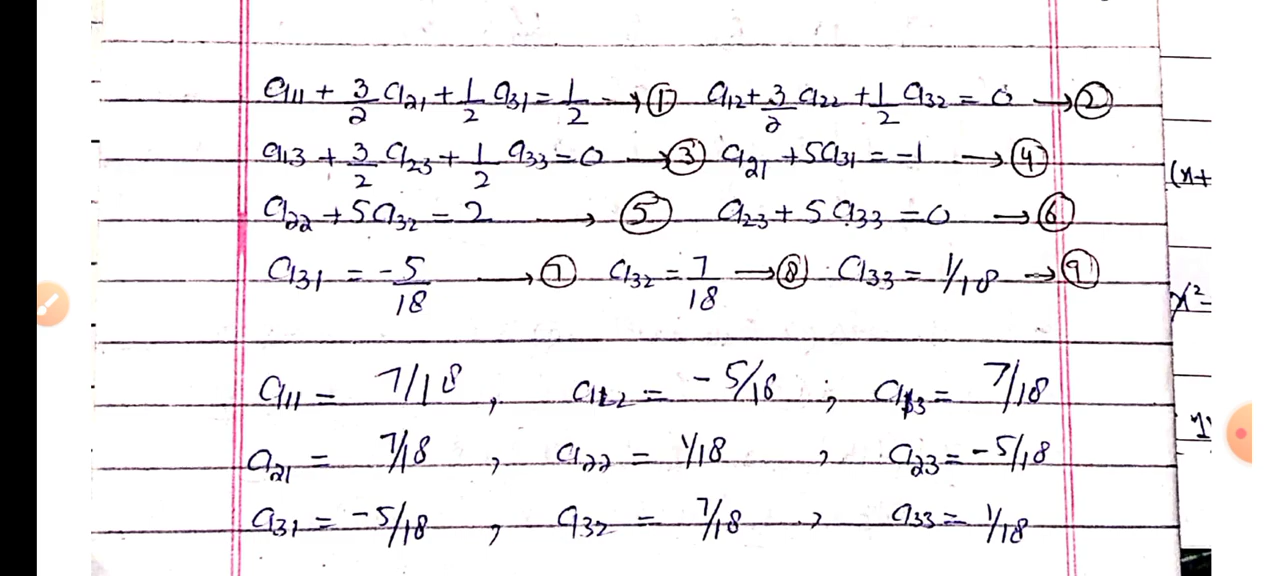 a₁₁ + 3/2 a₂₁ + 1/2 a₃₁ = 1/2 → ① a₁₂ + 3/2 a₂₂ + 1/2 a₃₂ = 0 → ②
a₁₃ + 3/2 a₂₃ + 1/2 a₃₃ = 0 → ③ a₂₁ + 5a₃₁ = -1 → ④
a₂₂ + 5a₃₂ = 2 → ⑤ a₂₃ + 5a₃₃ = 0 → ⑥
a₃₁ = -5/18 → ⑦ a₃₂ = 7/18 → ⑧ a₃₃ = 1/18 → ⑨
a₁₁ = 7/18 , a₁₂ = -5/18 ; a₁₃ = 7/18
a₂₁ = 7/18 , a₂₂ = 1/18 , a₂₃ = -5/18
a₃₁ = -5/18 , a₃₂ = 7/18 , a₃₃ = 1/18
(x+
x²-